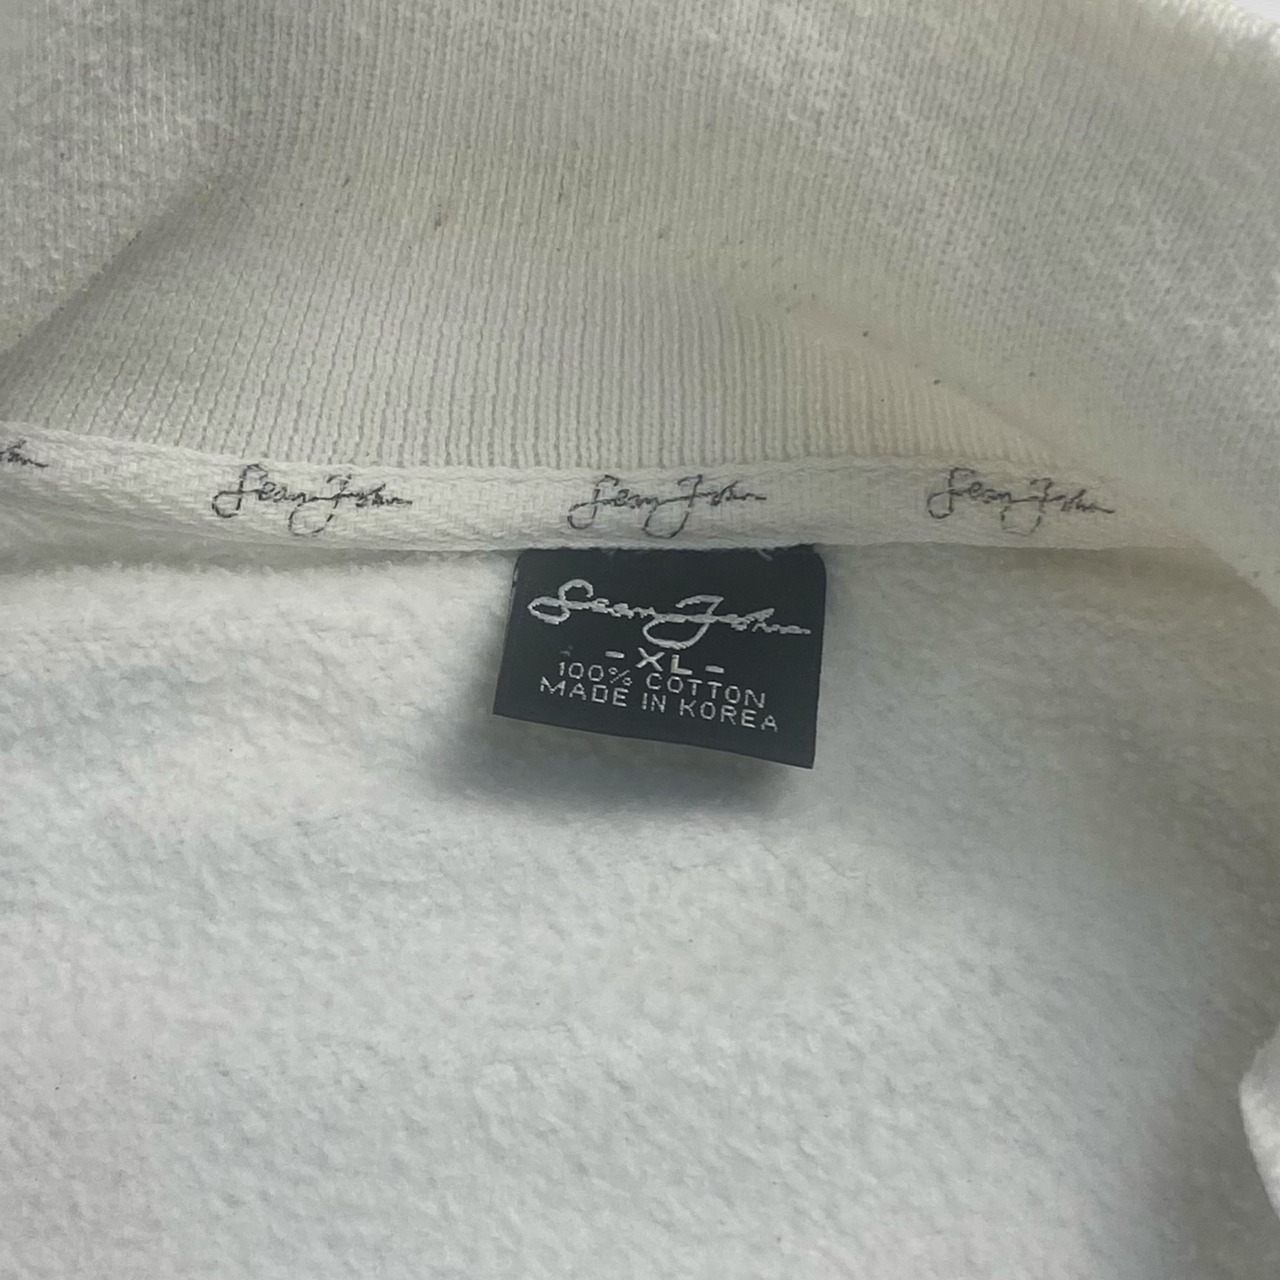 Sean John Sean John Sean John
Sean John
- XL -
100% COTTON
MADE IN KOREA